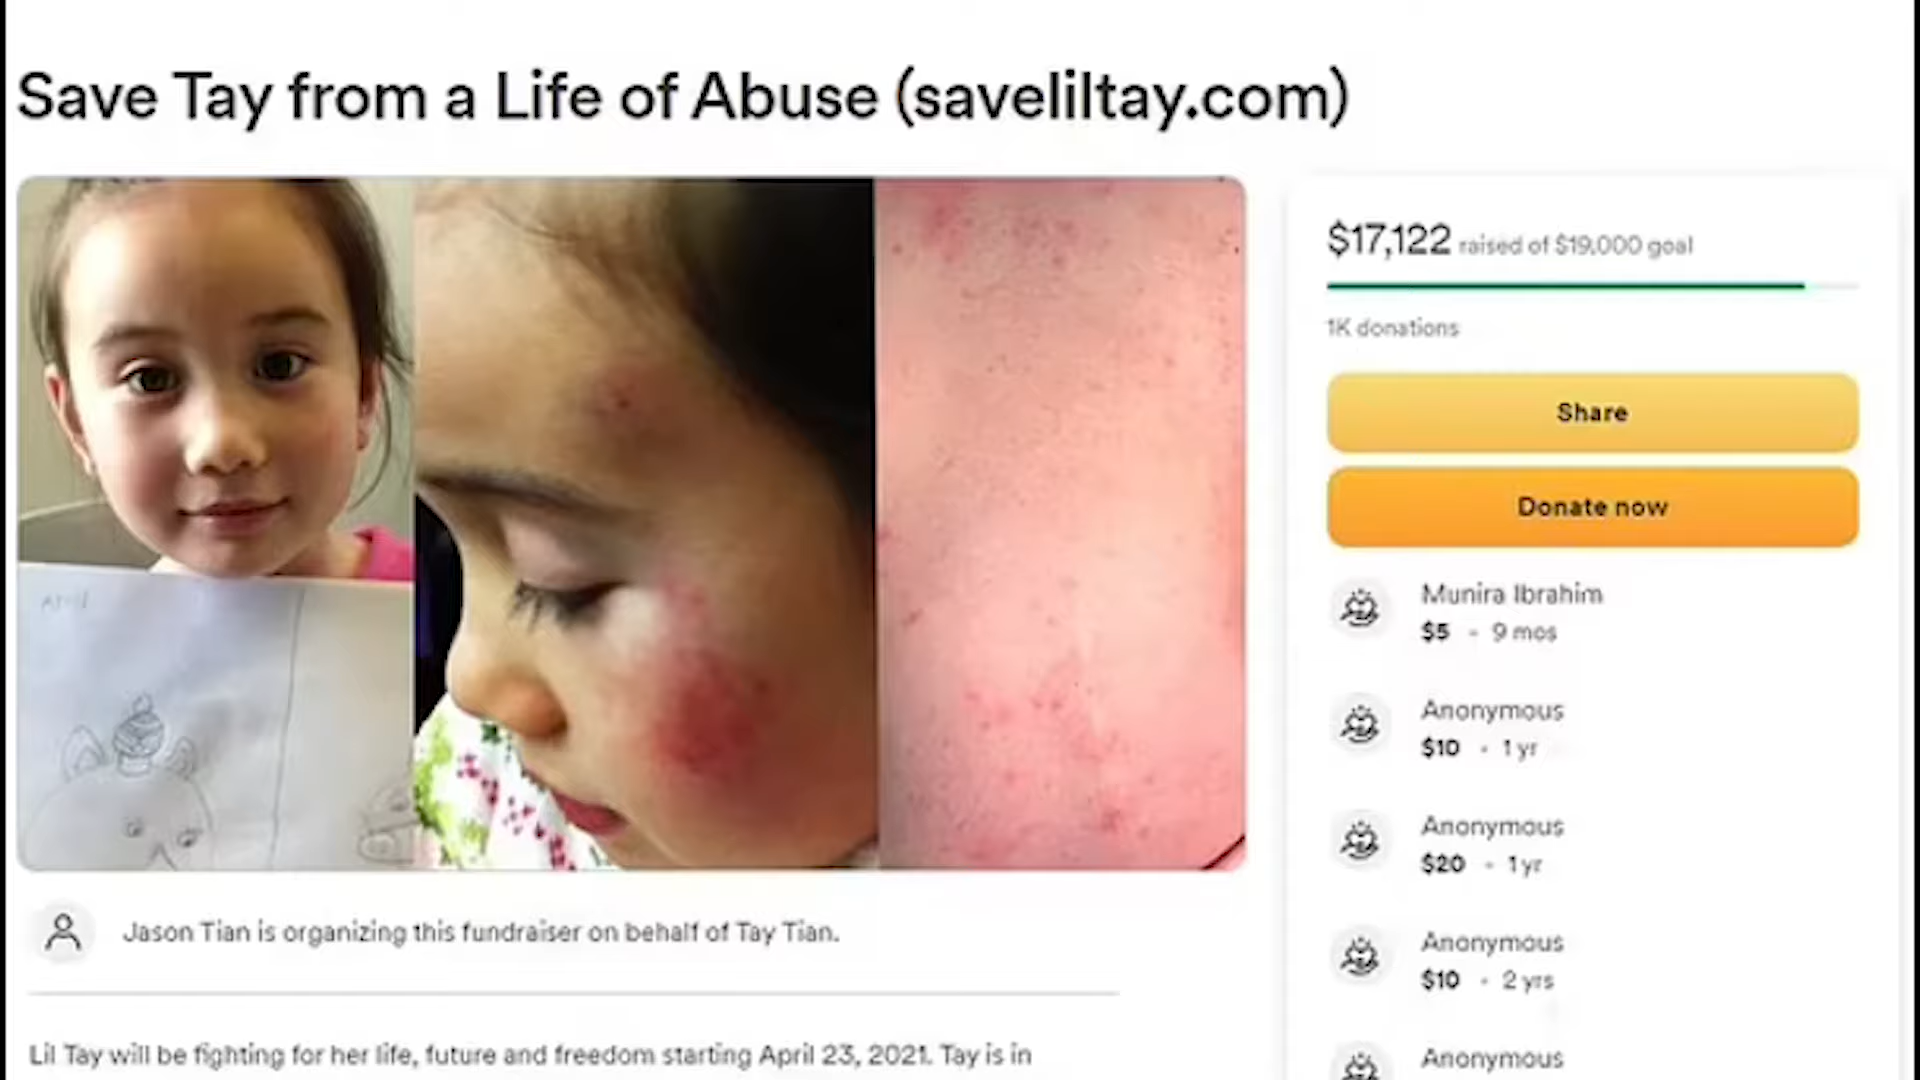 Save Tay from a Life of Abuse (saveliltay.com)
$17,122 raised of $19,000 goal
1K donations
Share
Donate now
Munira Ibrahim
$5 - 9 mos
Anonymous
$10 - 1 yr
Anonymous
$20 - 1 yr
Anonymous
$10 - 2 yrs
Anonymous
April
Jason Tian is organizing this fundraiser on behalf of Tay Tian.
Lil Tay will be fighting for her life, future and freedom starting April 23, 2021. Tay is in